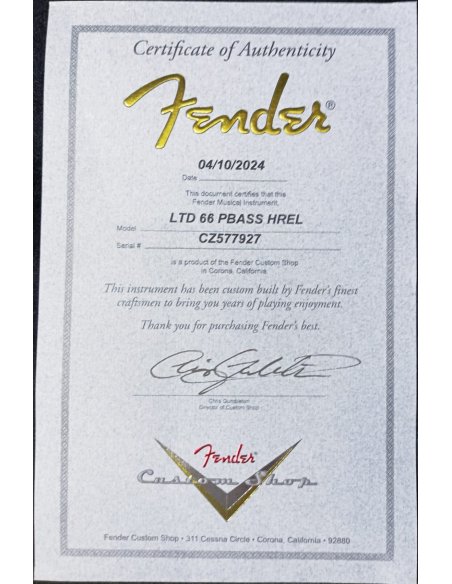 Certificate of Authenticity
Fender®
04/10/2024
Date
This document certifies that this
Fender Musical Instrument,
LTD 66 PBASS HREL
Model
CZ577927
Serial #
is a product of the Fender Custom Shop
in Corona, California
This instrument has been custom built by Fender's finest
craftsmen to bring you years of playing enjoyment.
Thank you for purchasing Fender's best.
Chris Gumbleton
Director of Custom Shop
Fender
Custom Shop
Fender Custom Shop • 311 Cessna Circle • Corona, California • 92880